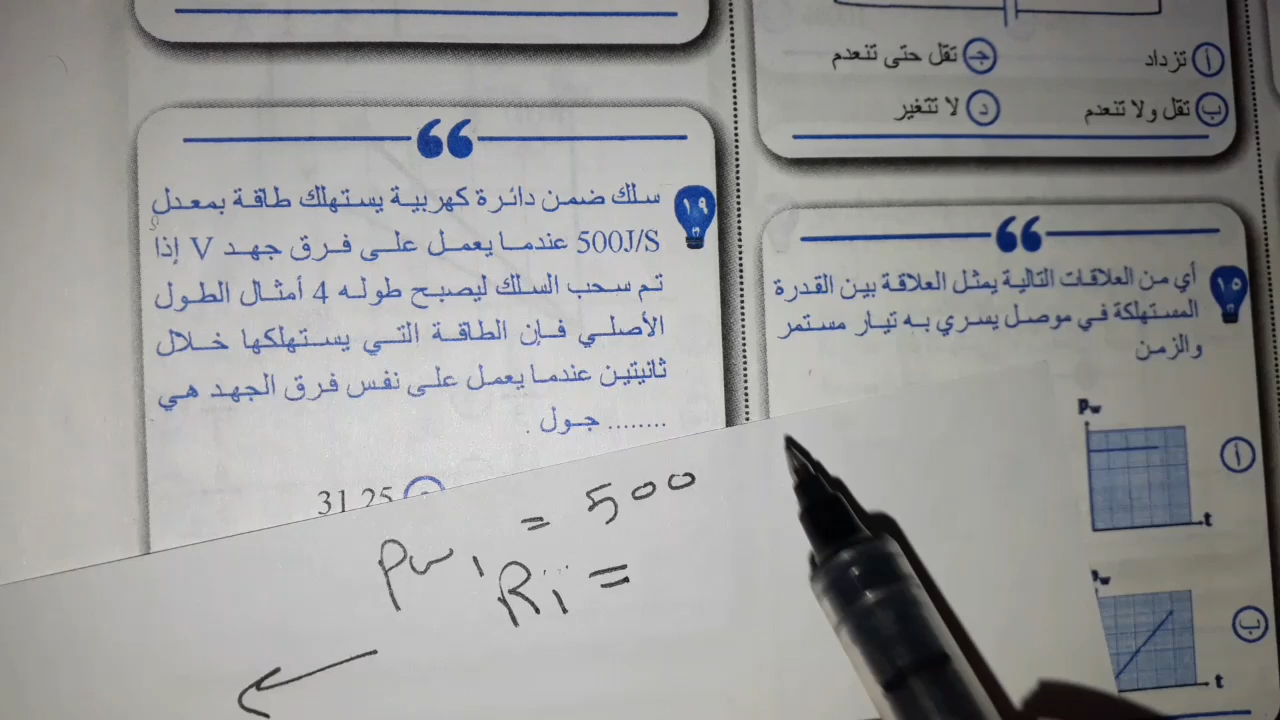 أ تزداد
ج تقل حتى تنعدم
ب تقل ولا تنعدم
د لا تتغير
١٥
أي من العلاقات التالية يمثل العلاقة بين القدرة
المستهلكة في موصل يسري به تيار مستمر
والزمن
أ
Pw
t
ب
Pw
t
١٩
سلك ضمن دائرة كهربية يستهلك طاقة بمعدل
500J/S عندما يعمل على فرق جهد V إذا
تم سحب السلك ليصبح طوله 4 أمثال الطول
الأصلي فإن الطاقة التي يستهلكها خلال
ثانيتين عندما يعمل على نفس فرق الجهد هي
........ جول .
31.25
Pw1 = 500
R1 =